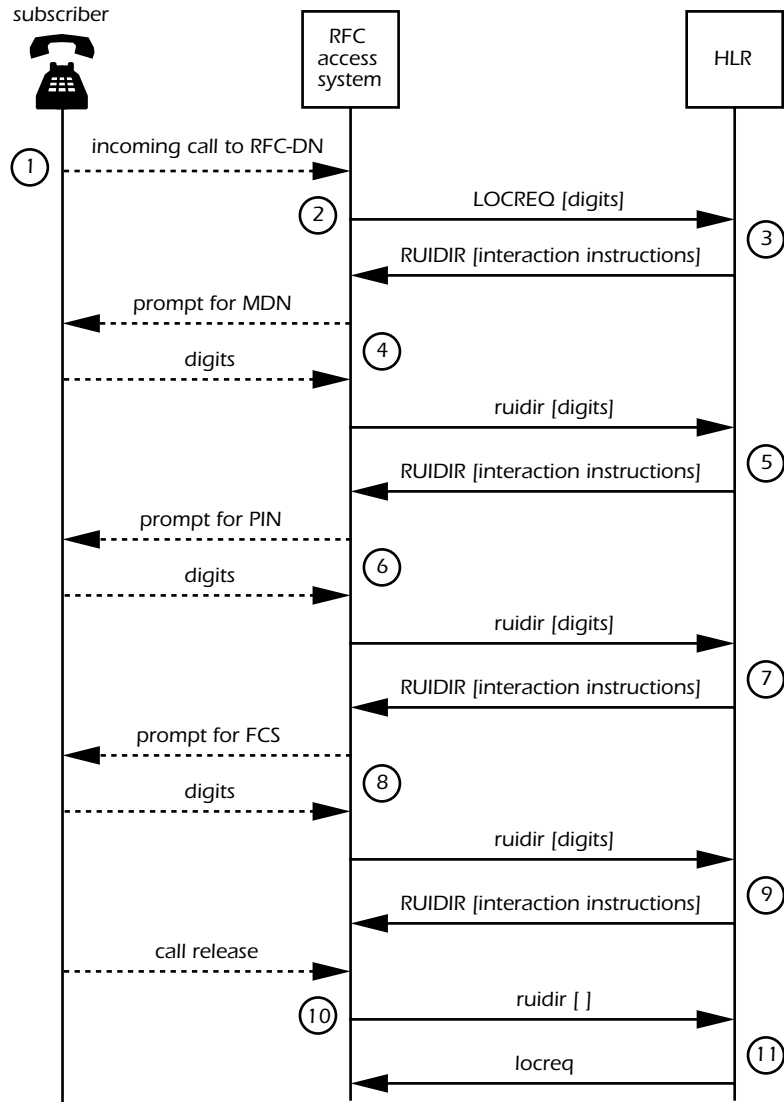 subscriber
RFC
access
system
HLR
incoming call to RFC-DN
1
LOCREQ [digits]
2
3
RUIDIR [interaction instructions]
prompt for MDN
4
digits
ruidir [digits]
5
RUIDIR [interaction instructions]
prompt for PIN
6
digits
ruidir [digits]
7
RUIDIR [interaction instructions]
prompt for FCS
8
digits
ruidir [digits]
9
RUIDIR [interaction instructions]
call release
ruidir [ ]
10
11
locreq